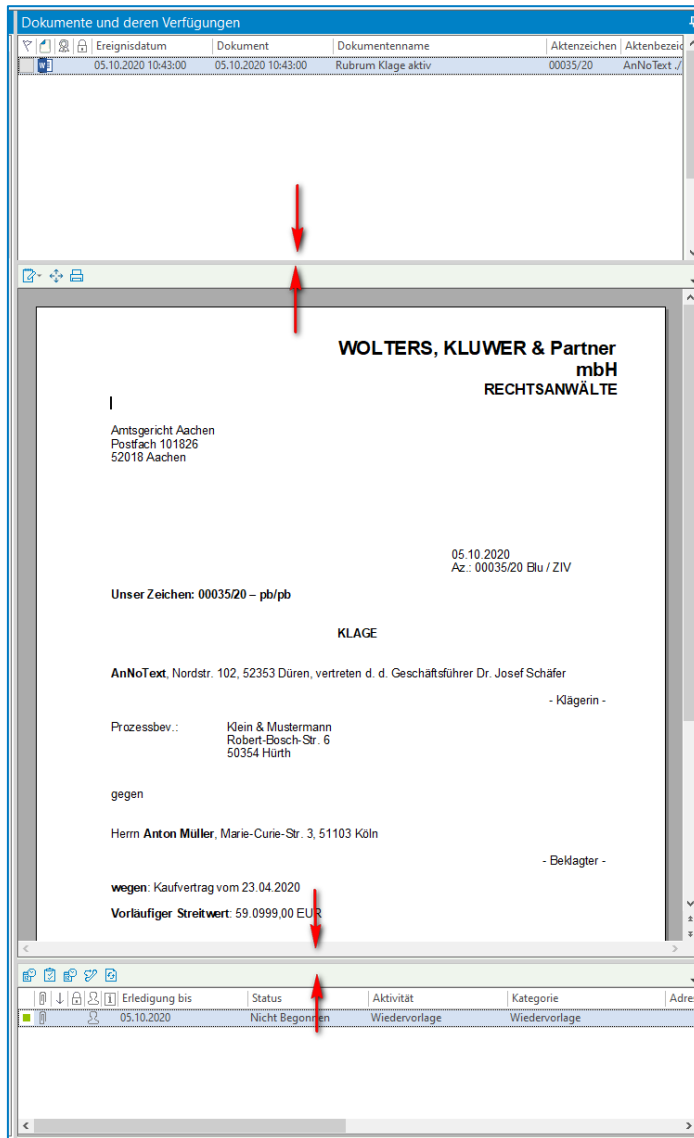 Dokumente und deren Verfügungen
Ereignisdatum Dokument Dokumentenname Aktenzeichen Aktenbezeic
05.10.2020 10:43:00 05.10.2020 10:43:00 Rubrum Klage aktiv 00035/20 AnNoText ./
WOLTERS, KLUWER & Partner
mbH
RECHTSANWÄLTE
Amtsgericht Aachen
Postfach 101826
52018 Aachen
05.10.2020
Az.: 00035/20 Blu / ZIV
Unser Zeichen: 00035/20 – pb/pb
KLAGE
AnNoText, Nordstr. 102, 52353 Düren, vertreten d. d. Geschäftsführer Dr. Josef Schäfer
- Klägerin -
Prozessbev.: Klein & Mustermann
Robert-Bosch-Str. 6
50354 Hürth
gegen
Herrn Anton Müller, Marie-Curie-Str. 3, 51103 Köln
- Beklagter -
wegen: Kaufvertrag vom 23.04.2020
Vorläufiger Streitwert: 59.0999,00 EUR
Erledigung bis Status Aktivität Kategorie Adre
05.10.2020 Nicht Begonnen Wiedervorlage Wiedervorlage